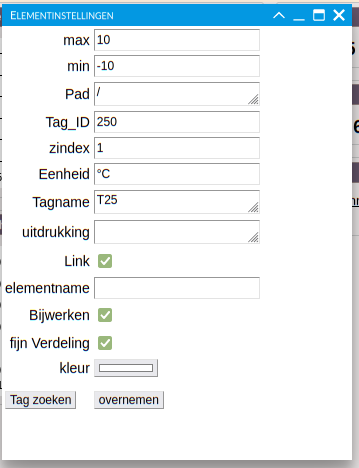 Elementinstellingen
max 10
min -10
Pad /
Tag_ID 250
zindex 1
Eenheid °C
Tagname T25
uitdrukking
Link
elementname
Bijwerken
fijn Verdeling
kleur
Tag zoeken overnemen